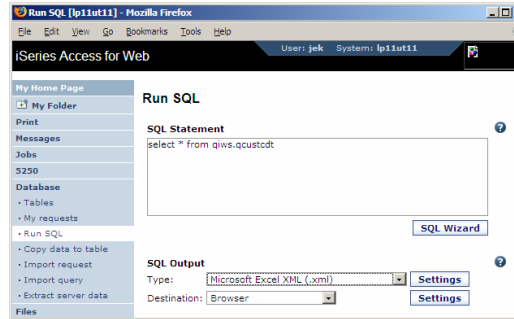 Run SQL [lp11ut11] - Mozilla Firefox
File Edit View Go Bookmarks Tools Help
iSeries Access for Web
User: jek System: lp11ut11
My Home Page
My Folder
Print
Messages
Jobs
5250
Database
• Tables
• My requests
• Run SQL
• Copy data to table
• Import request
• Import query
• Extract server data
Files
Run SQL
SQL Statement
?
select * from qiws.qcustcdt
SQL Wizard
SQL Output
?
Type: Microsoft Excel XML (.xml) Settings
Destination: Browser Settings